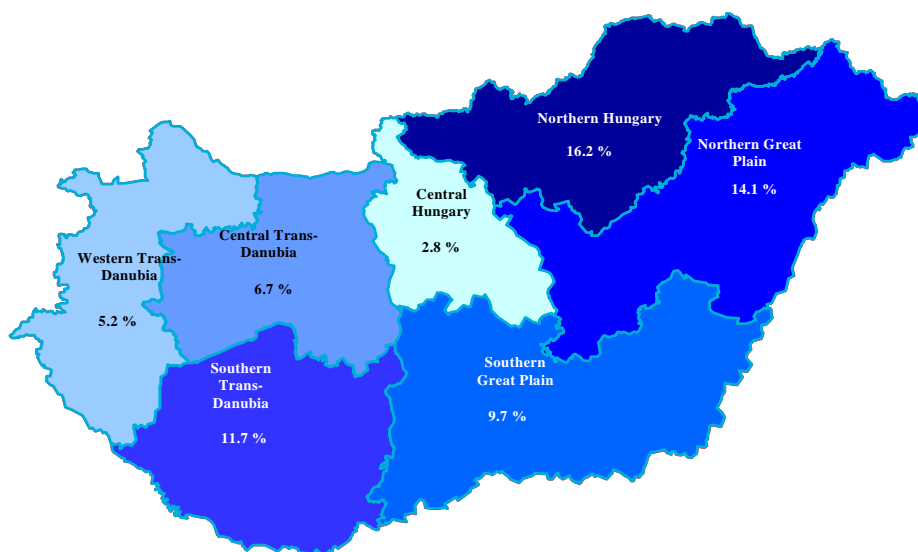 Northern Hungary
16.2 %
Northern Great
Plain
14.1 %
Central
Hungary
2.8 %
Central Trans-
Danubia
6.7 %
Western Trans-
Danubia
5.2 %
Southern
Trans-
Danubia
11.7 %
Southern
Great Plain
9.7 %